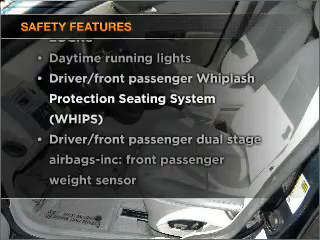 SAFETY FEATURES
LOCKS
• Daytime running lights
• Driver/front passenger Whiplash
Protection Seating System
(WHIPS)
• Driver/front passenger dual stage
airbags-inc: front passenger
weight sensor